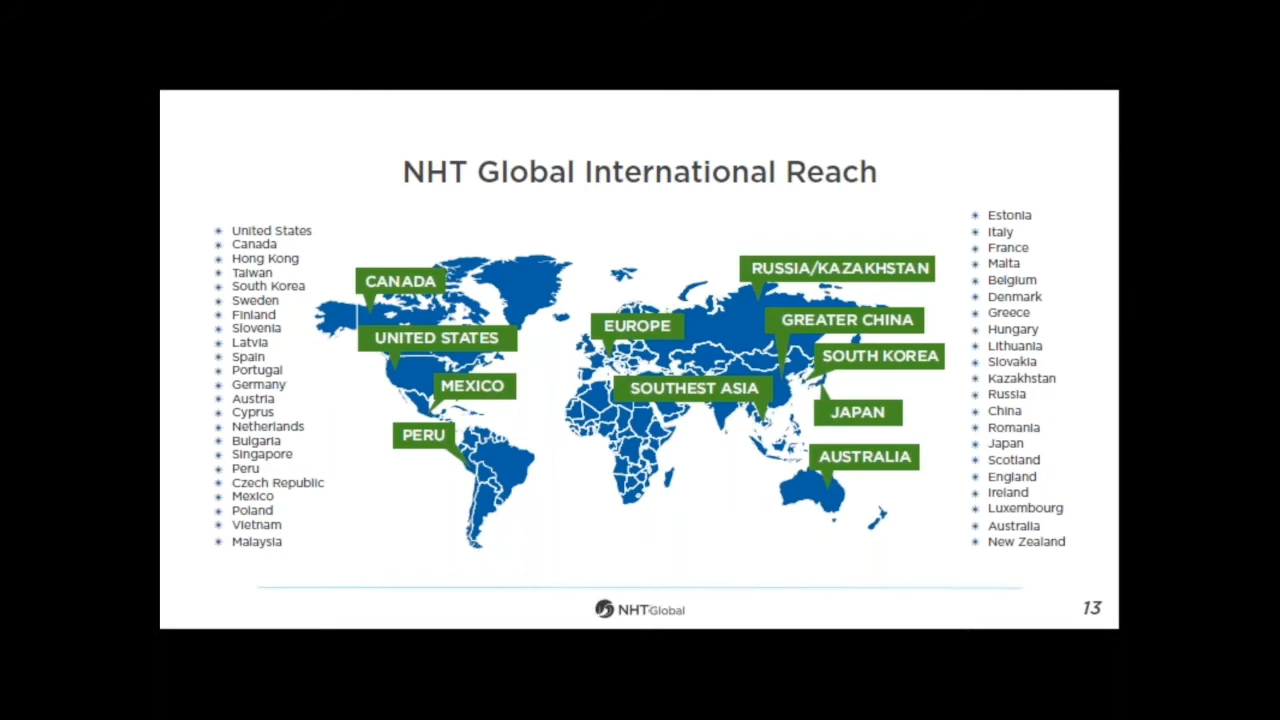 NHT Global International Reach
United States
Canada
Hong Kong
Taiwan
South Korea
Sweden
Finland
Slovenia
Latvia
Spain
Portugal
Germany
Austria
Cyprus
Netherlands
Bulgaria
Singapore
Peru
Czech Republic
Mexico
Poland
Vietnam
Malaysia
CANADA
UNITED STATES
MEXICO
PERU
EUROPE
SOUTHEST ASIA
RUSSIA/KAZAKHSTAN
GREATER CHINA
SOUTH KOREA
JAPAN
AUSTRALIA
Estonia
Italy
France
Malta
Belgium
Denmark
Greece
Hungary
Lithuania
Slovakia
Kazakhstan
Russia
China
Romania
Japan
Scotland
England
Ireland
Luxembourg
Australia
New Zealand
NHTGlobal
13